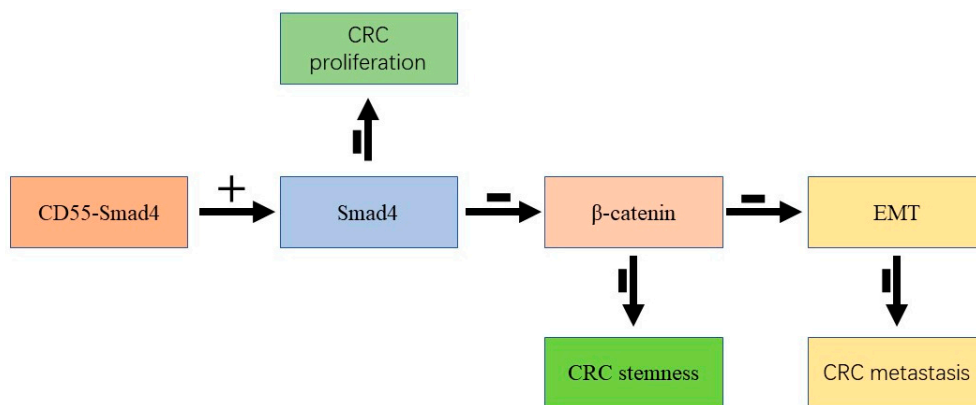 CRC
proliferation
+
CD55-Smad4
Smad4
-
β-catenin
-
EMT
CRC stemness
CRC metastasis